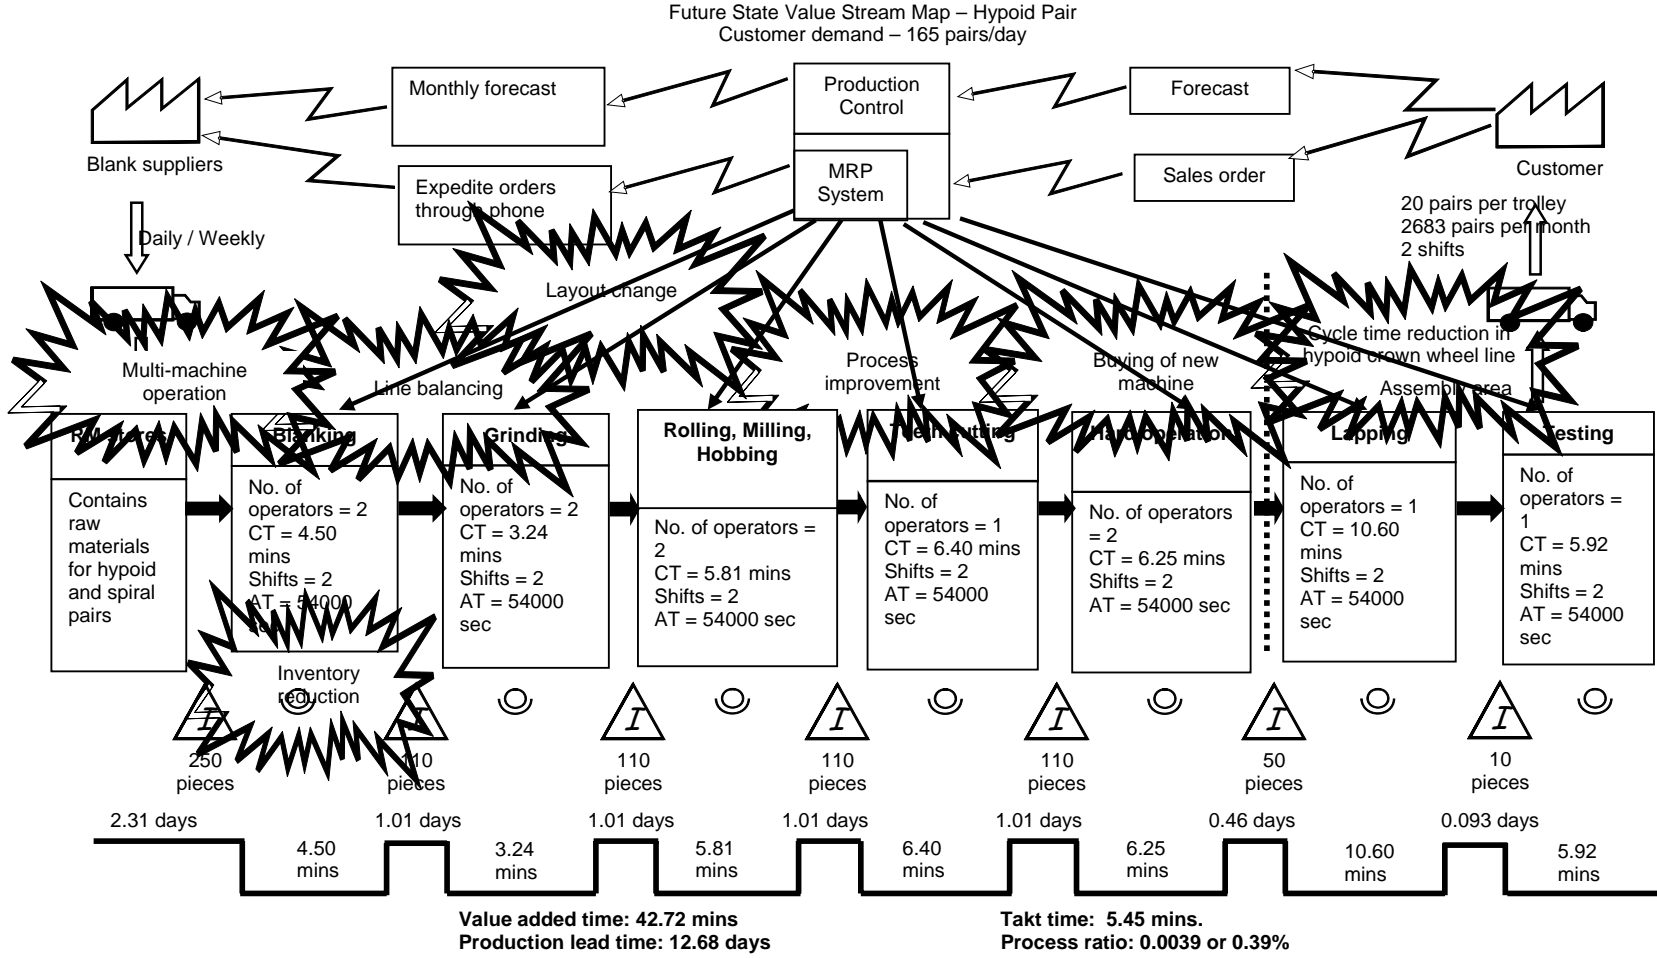 Future State Value Stream Map – Hypoid Pair
Customer demand – 165 pairs/day
Monthly forecast
Production
Control
Forecast
Blank suppliers
Expedite orders
through phone
MRP
System
Sales order
Customer
Daily / Weekly
20 pairs per trolley
2683 pairs per month
2 shifts
Layout change
Multi-machine
operation
Line balancing
Process
improvement
Buying of new
machine
Cycle time reduction in
hypoid crown wheel line
Assembly area
RM stores
Blanking
Grinding
Rolling, Milling,
Hobbing
Teeth cutting
Hard operation
Lapping
Testing
Contains
raw
materials
for hypoid
and spiral
pairs
No. of
operators = 2
CT = 4.50
mins
Shifts = 2
AT = 54000
sec
No. of
operators = 2
CT = 3.24
mins
Shifts = 2
AT = 54000
sec
No. of operators =
2
CT = 5.81 mins
Shifts = 2
AT = 54000 sec
No. of
operators = 1
CT = 6.40 mins
Shifts = 2
AT = 54000
sec
No. of operators
= 2
CT = 6.25 mins
Shifts = 2
AT = 54000 sec
No. of
operators = 1
CT = 10.60
mins
Shifts = 2
AT = 54000
sec
No. of
operators =
1
CT = 5.92
mins
Shifts = 2
AT = 54000
sec
Inventory
reduction
I
I
I
I
I
I
I
250
pieces
110
pieces
110
pieces
110
pieces
110
pieces
50
pieces
10
pieces
2.31 days
1.01 days
1.01 days
1.01 days
1.01 days
0.46 days
0.093 days
4.50
mins
3.24
mins
5.81
mins
6.40
mins
6.25
mins
10.60
mins
5.92
mins
Value added time: 42.72 mins
Production lead time: 12.68 days
Takt time:  5.45 mins.
Process ratio: 0.0039 or 0.39%